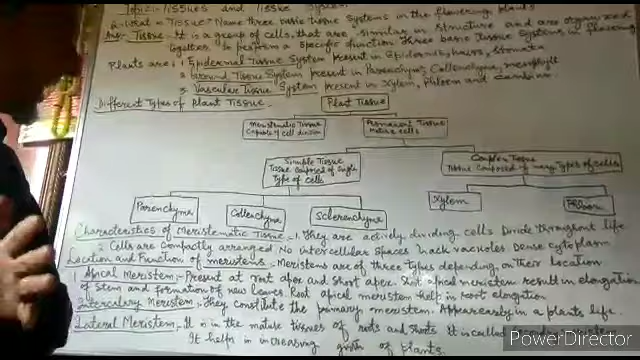 Topic:- Tissues and Tissue System
Q. What is Tissue? Name three basic tissue systems in the flowering plants
Ans- Tissue:- It is a group of cells, that are similar in structure and are organized
together to perform a specific function. Three basic tissue systems in flowering
Plants are:- 1 Epidermal Tissue System present in Epidermis, hairs, stomata
2 Ground Tissue System present in Parenchyma, Collenchyma, mesophyll
3 Vascular Tissue System present in Xylem, Phloem and Cambium.
Different Types of Plant Tissue.
Plant Tissue
Meristematic Tissue
Capable of cell division
Permanent Tissue
Mature cells
Simple Tissue
Tissue composed of single
Type of cells
Complex Tissue
Tissue composed of many Types of cells
Parenchyma
Collenchyma
Sclerenchyma
Xylem
Phloem
Characteristics of Meristematic Tissue:- 1. They are actively dividing cells Divide throughout life
2. Cells are compactly arranged. No intercellular spaces Lack vacuoles Dense cytoplasm
Location and Function of meristems:- Meristems are of three types depending on their location
1 Apical Meristem:- Present at root apex and shoot apex. Shoot apical meristem result in elongation
of stem and formation of new leaves Root apical meristem help in root elongation
Intercalary Meristem:- They constitute the primary meristem. Appear early in a plants life.
Lateral Meristem:- It is in the mature tissues of roots and shoots. It is called
It helps in increasing girth of plants.
PowerDirector